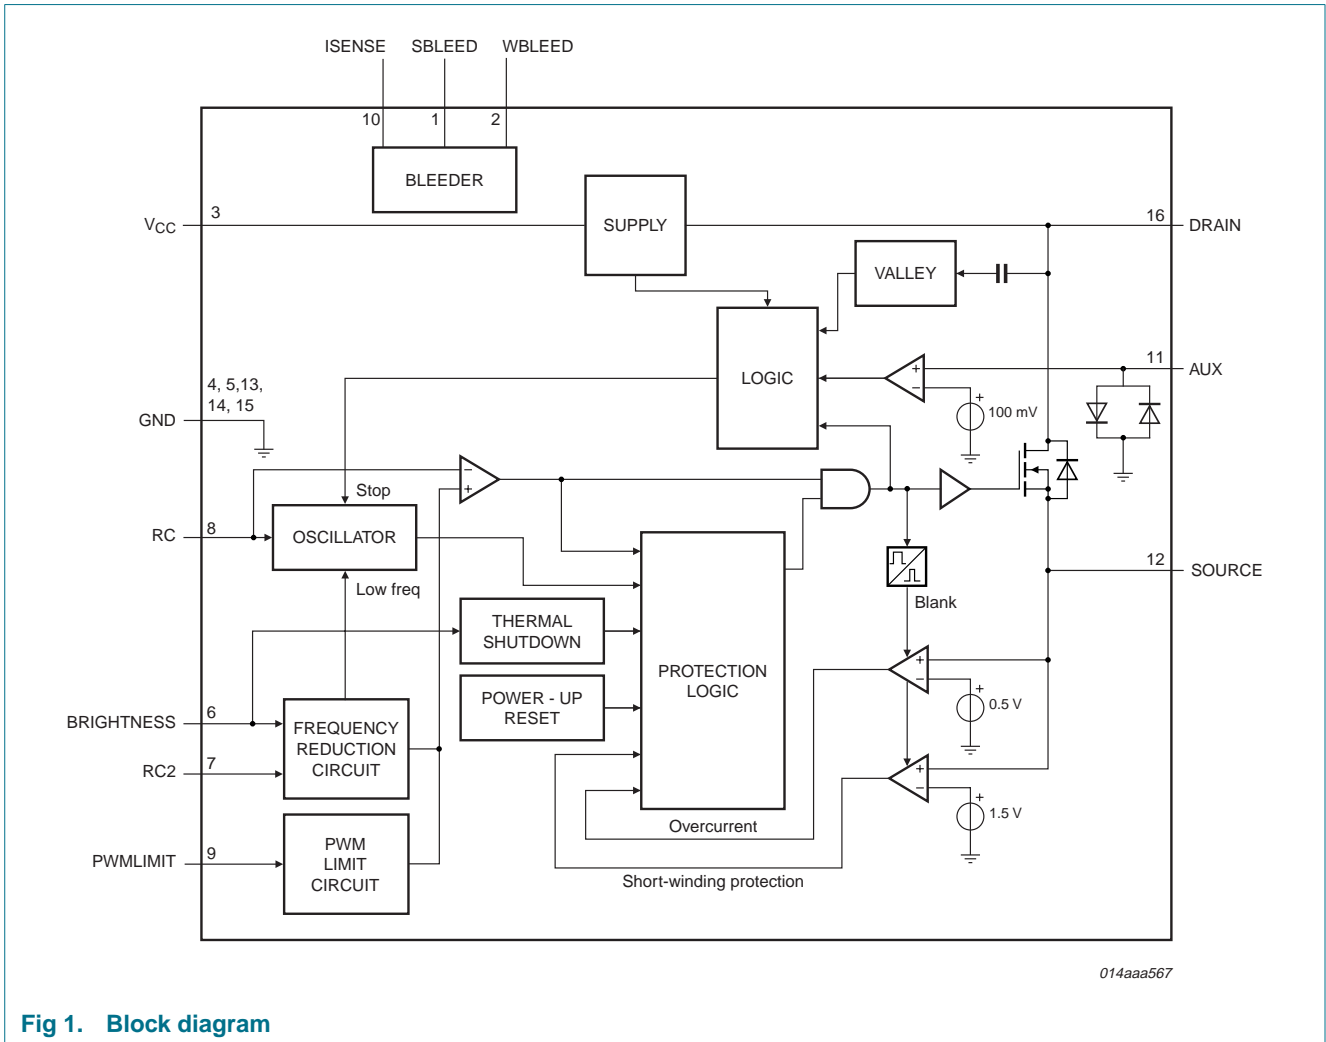 ISENSE SBLEED WBLEED
10 1 2
BLEEDER
VCC 3
SUPPLY
16 DRAIN
VALLEY
11 AUX
LOGIC
+
−
+
100 mV
4, 5,13,
14, 15
GND
−
+
Stop
RC 8
OSCILLATOR
Low freq
12 SOURCE
Blank
THERMAL
SHUTDOWN
PROTECTION
LOGIC
+
−
+
0.5 V
POWER - UP
RESET
BRIGHTNESS 6
FREQUENCY
REDUCTION
CIRCUIT
RC2 7
+
−
+
1.5 V
Overcurrent
PWMLIMIT 9
PWM
LIMIT
CIRCUIT
Short-winding protection
014aaa567
Fig 1. Block diagram